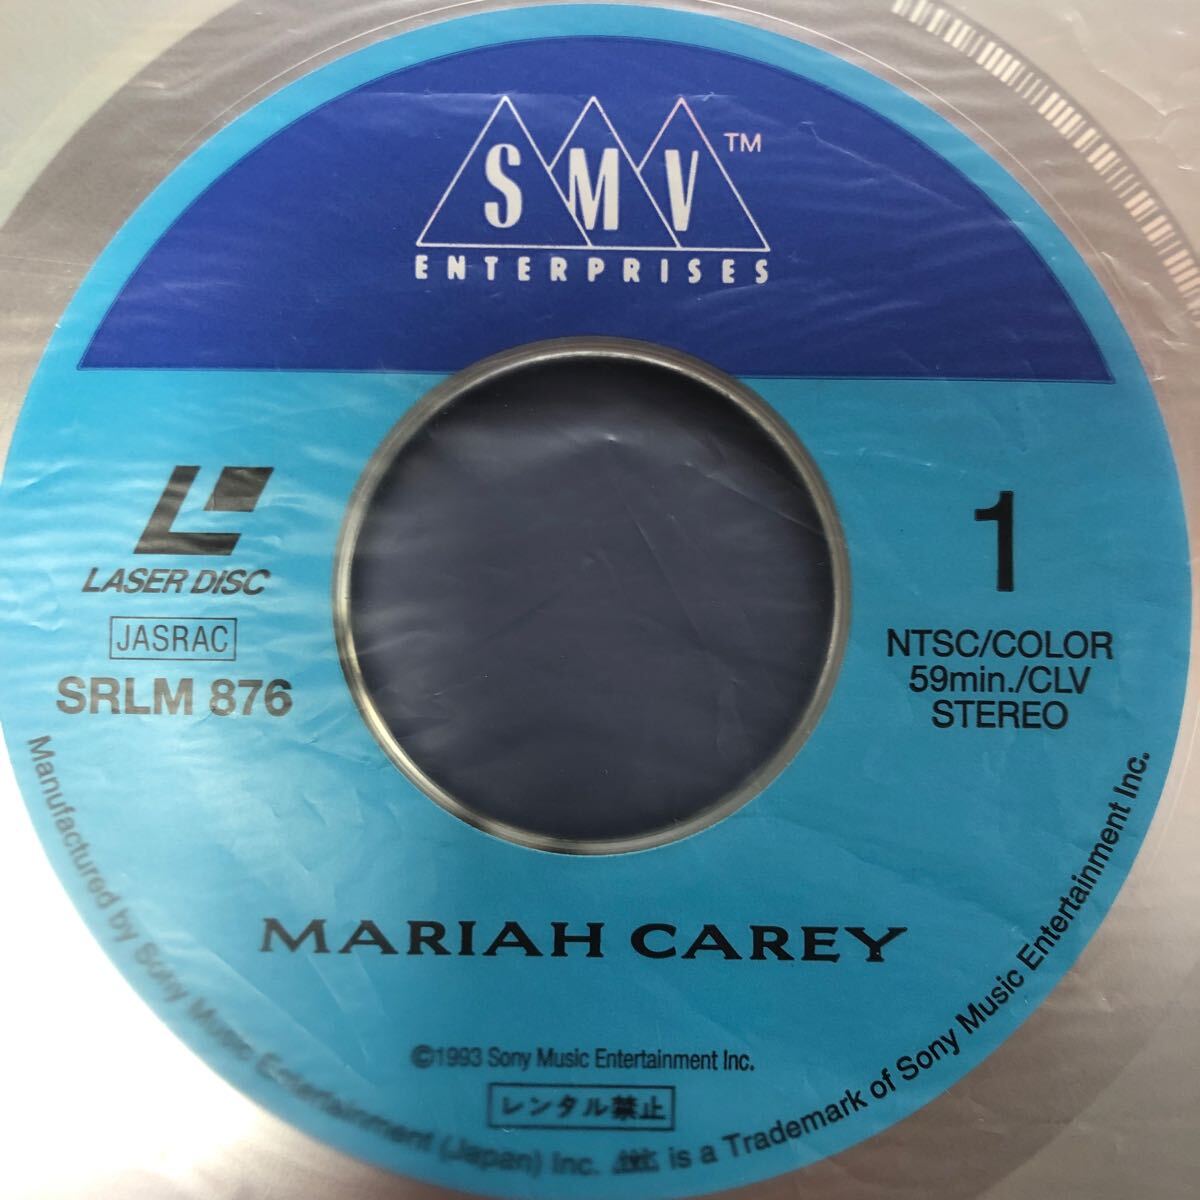 SMV™
ENTERPRISES
LASER DISC
JASRAC
SRLM 876
1
NTSC/COLOR
59min./CLV
STEREO
MARIAH CAREY
©1993 Sony Music Entertainment Inc.
レンタル禁止
Manufactured by Sony Music Entertainment (Japan) Inc. SMV is a Trademark of Sony Music Entertainment Inc.